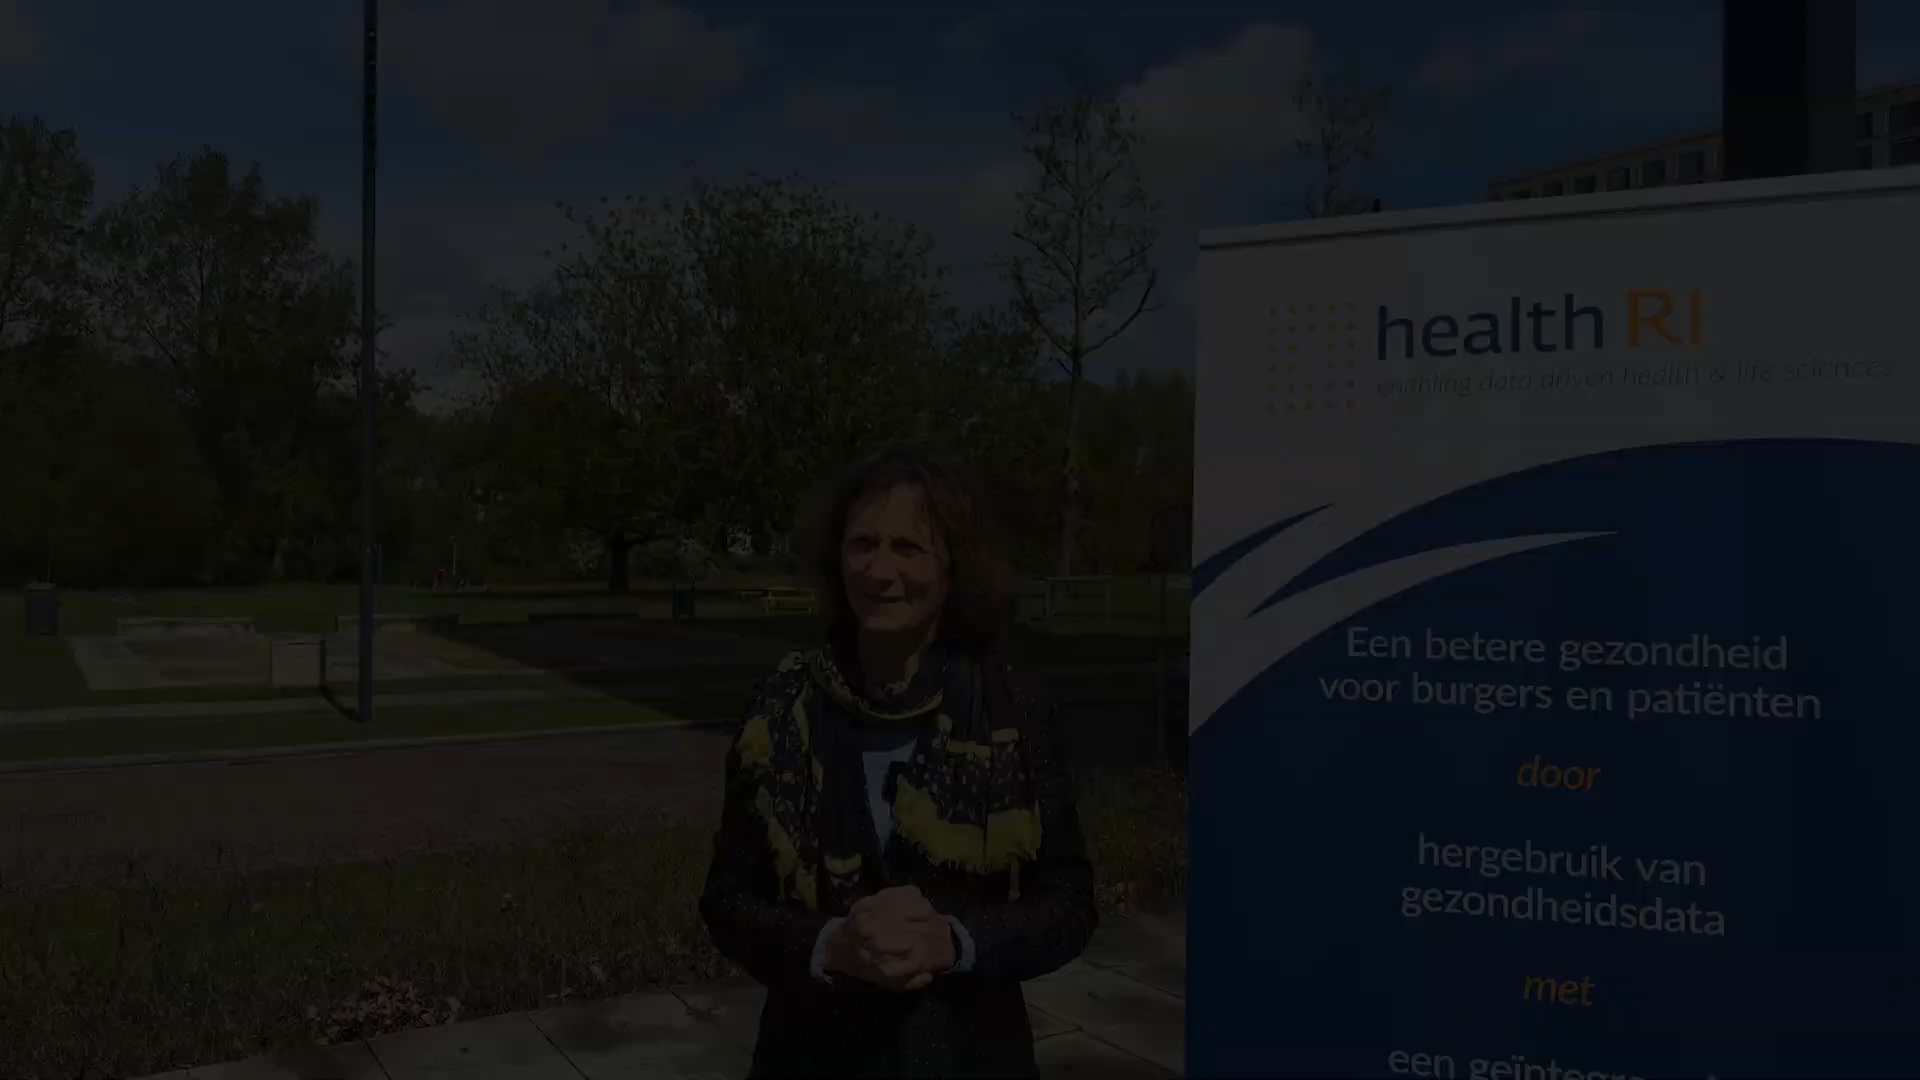 health RI
enabling data driven health & life sciences
Een betere gezondheid
voor burgers en patiënten
door
hergebruik van
gezondheidsdata
met
een